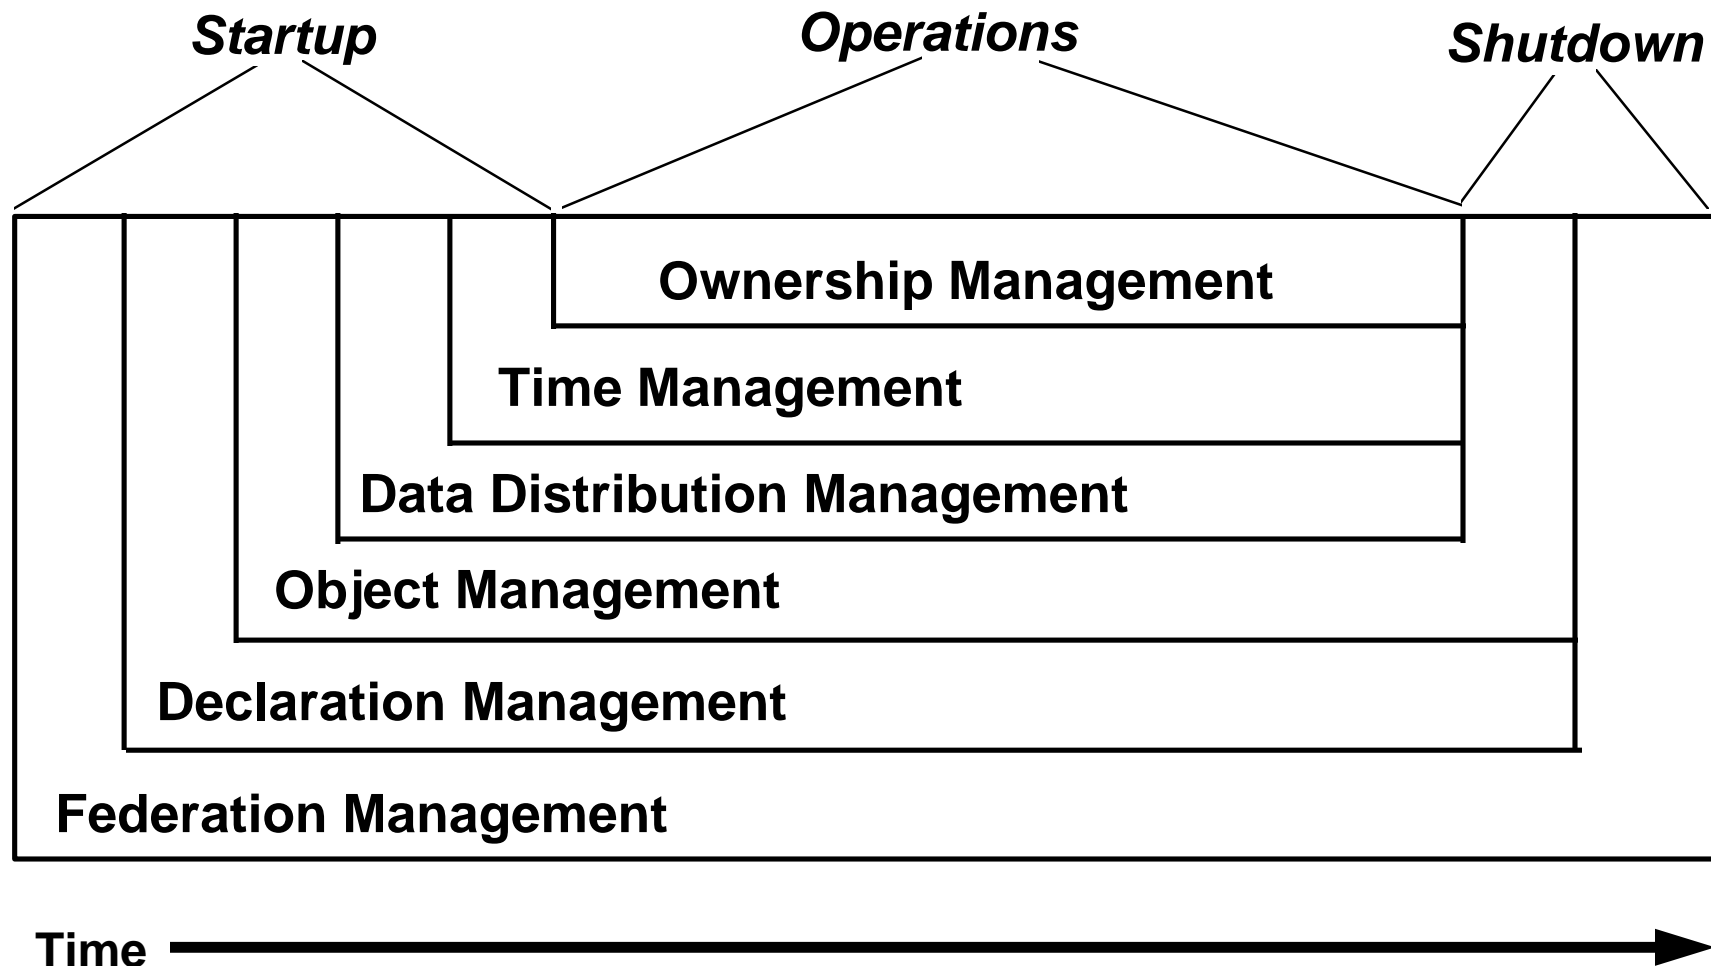 Startup Operations Shutdown
Ownership Management
Time Management
Data Distribution Management
Object Management
Declaration Management
Federation Management
Time